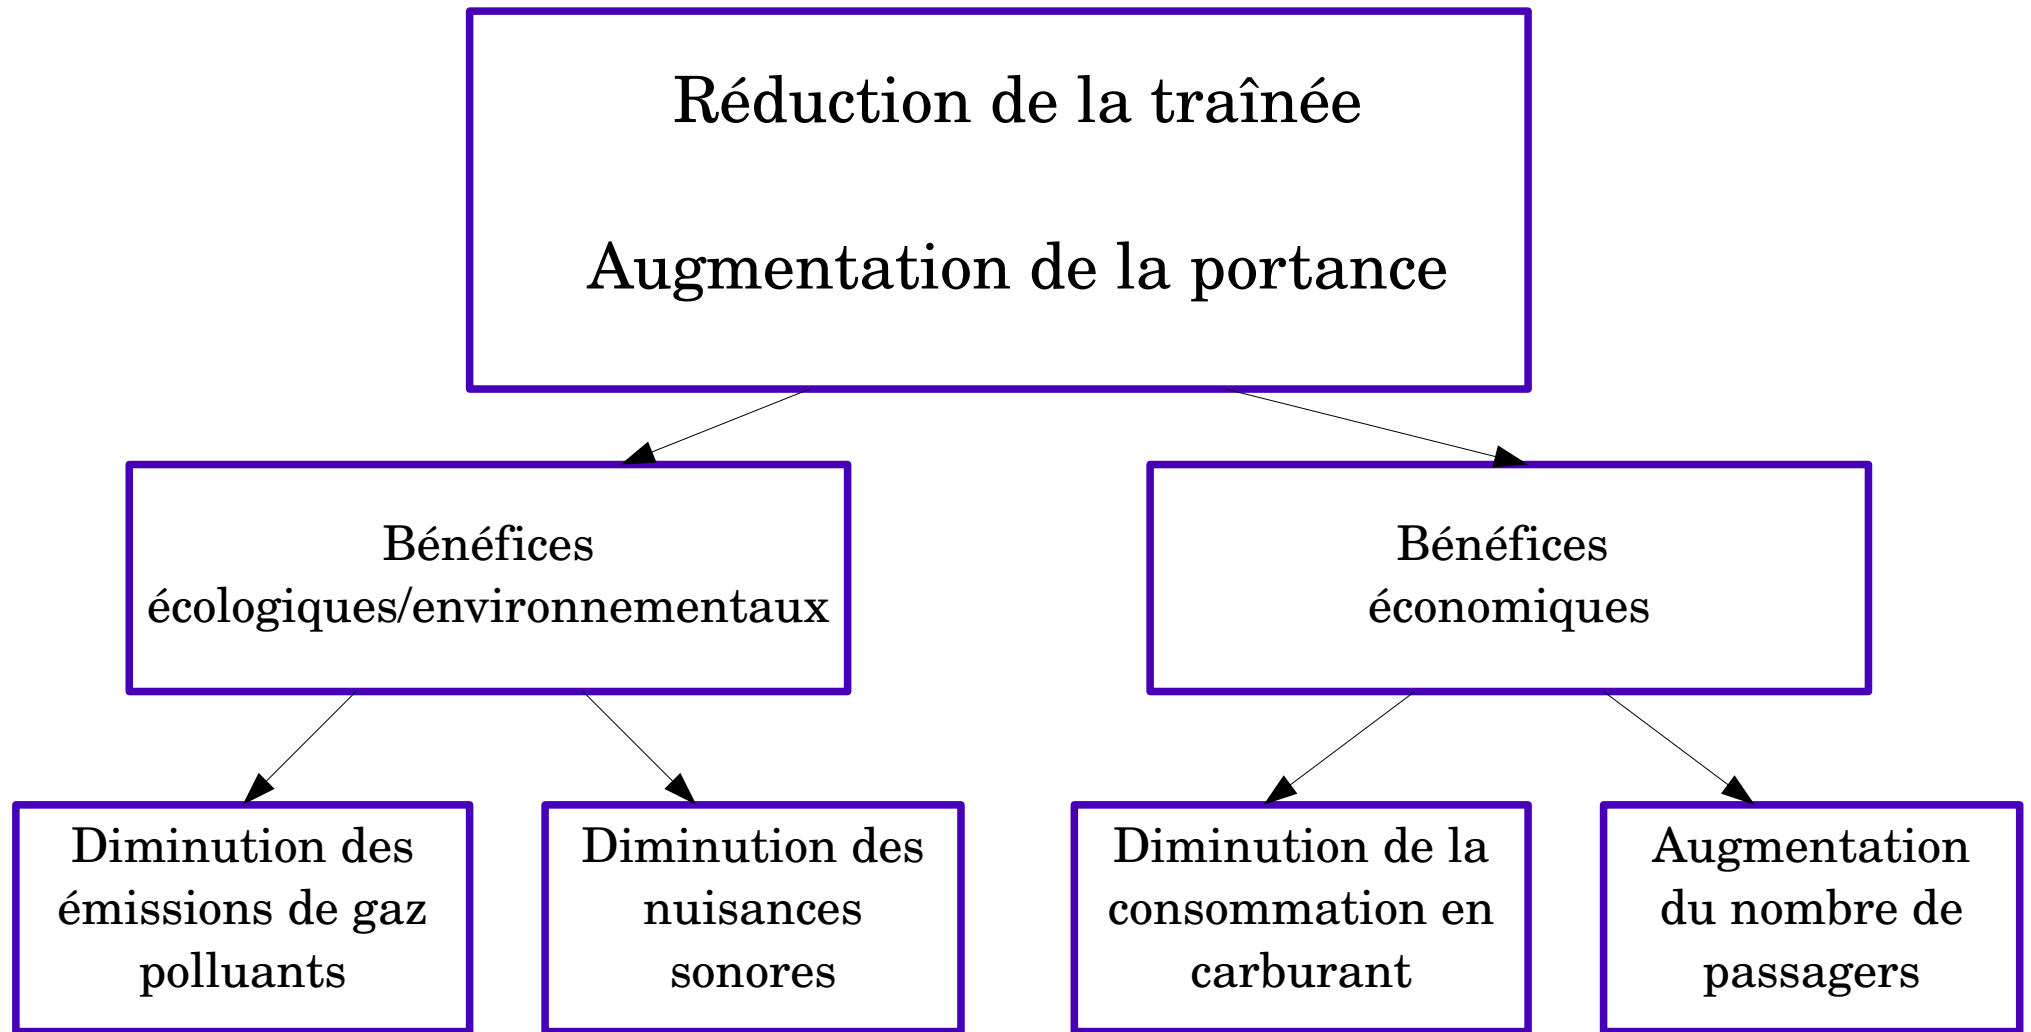 Réduction de la traînée
Augmentation de la portance
Bénéfices
écologiques/environnementaux
Bénéfices
économiques
Diminution des
émissions de gaz
polluants
Diminution des
nuisances
sonores
Diminution de la
consommation en
carburant
Augmentation
du nombre de
passagers